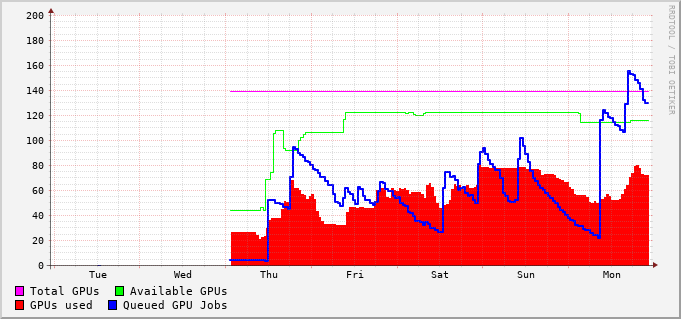 RRDTOOL / TOBI OETIKER
200
180
160
140
120
100
80
60
40
20
0
Tue Wed Thu Fri Sat Sun Mon
Total GPUs Available GPUs
GPUs used Queued GPU Jobs